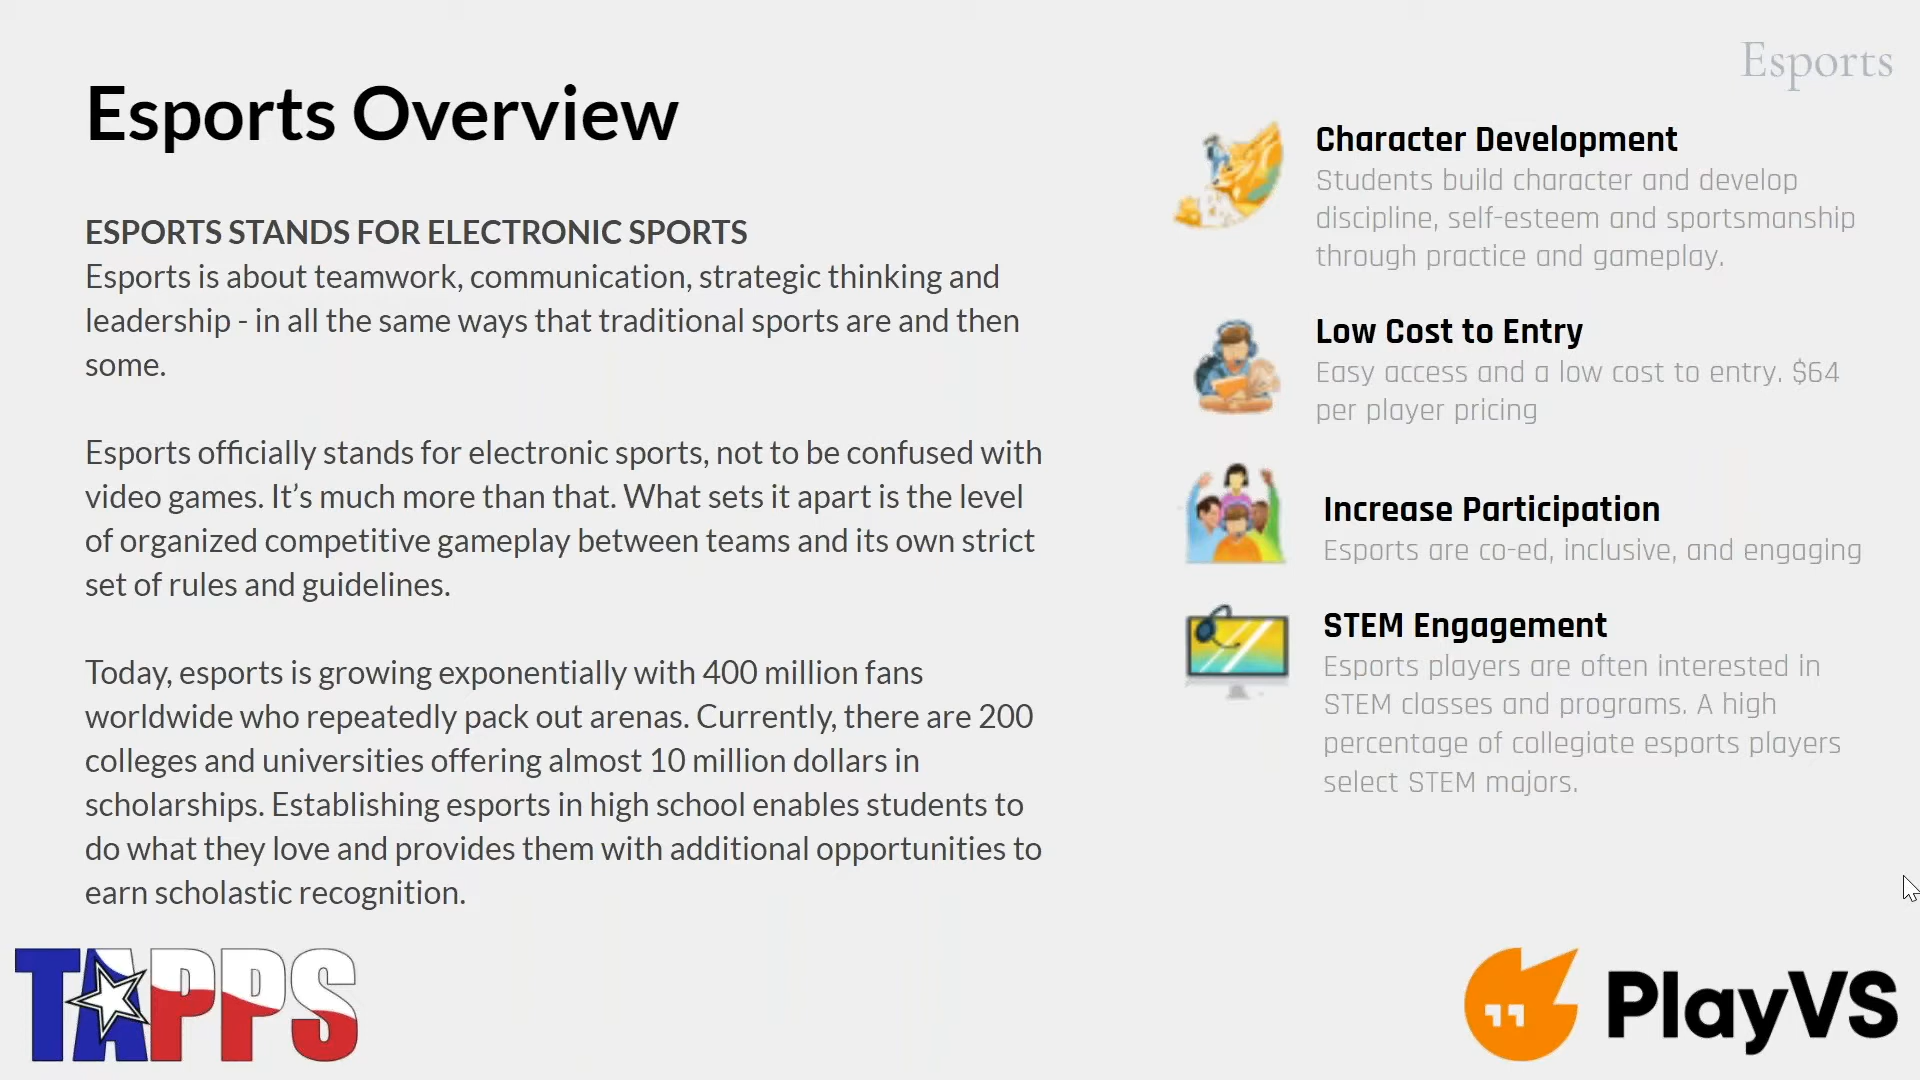 Esports
Esports Overview
ESPORTS STANDS FOR ELECTRONIC SPORTS
Esports is about teamwork, communication, strategic thinking and
leadership - in all the same ways that traditional sports are and then
some.
Esports officially stands for electronic sports, not to be confused with
video games. It’s much more than that. What sets it apart is the level
of organized competitive gameplay between teams and its own strict
set of rules and guidelines.
Today, esports is growing exponentially with 400 million fans
worldwide who repeatedly pack out arenas. Currently, there are 200
colleges and universities offering almost 10 million dollars in
scholarships. Establishing esports in high school enables students to
do what they love and provides them with additional opportunities to
earn scholastic recognition.
Character Development
Students build character and develop
discipline, self-esteem and sportsmanship
through practice and gameplay.
Low Cost to Entry
Easy access and a low cost to entry. $64
per player pricing
Increase Participation
Esports are co-ed, inclusive, and engaging
STEM Engagement
Esports players are often interested in
STEM classes and programs. A high
percentage of collegiate esports players
select STEM majors.
TAPPS
PlayVS